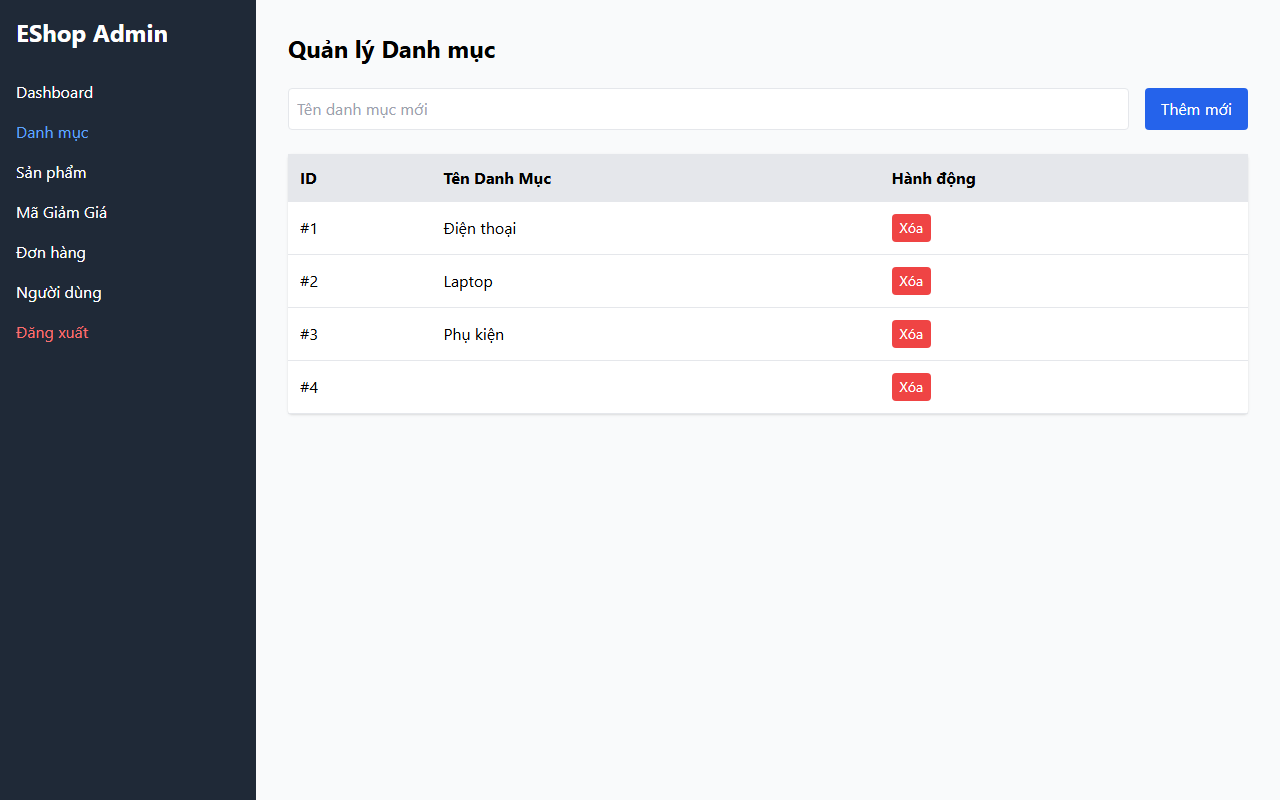 EShop Admin
Dashboard
Danh mục
Sản phẩm
Mã Giảm Giá
Đơn hàng
Người dùng
Đăng xuất
Quản lý Danh mục
Tên danh mục mới
Thêm mới
ID Tên Danh Mục Hành động
#1 Điện thoại Xóa
#2 Laptop Xóa
#3 Phụ kiện Xóa
#4 Xóa